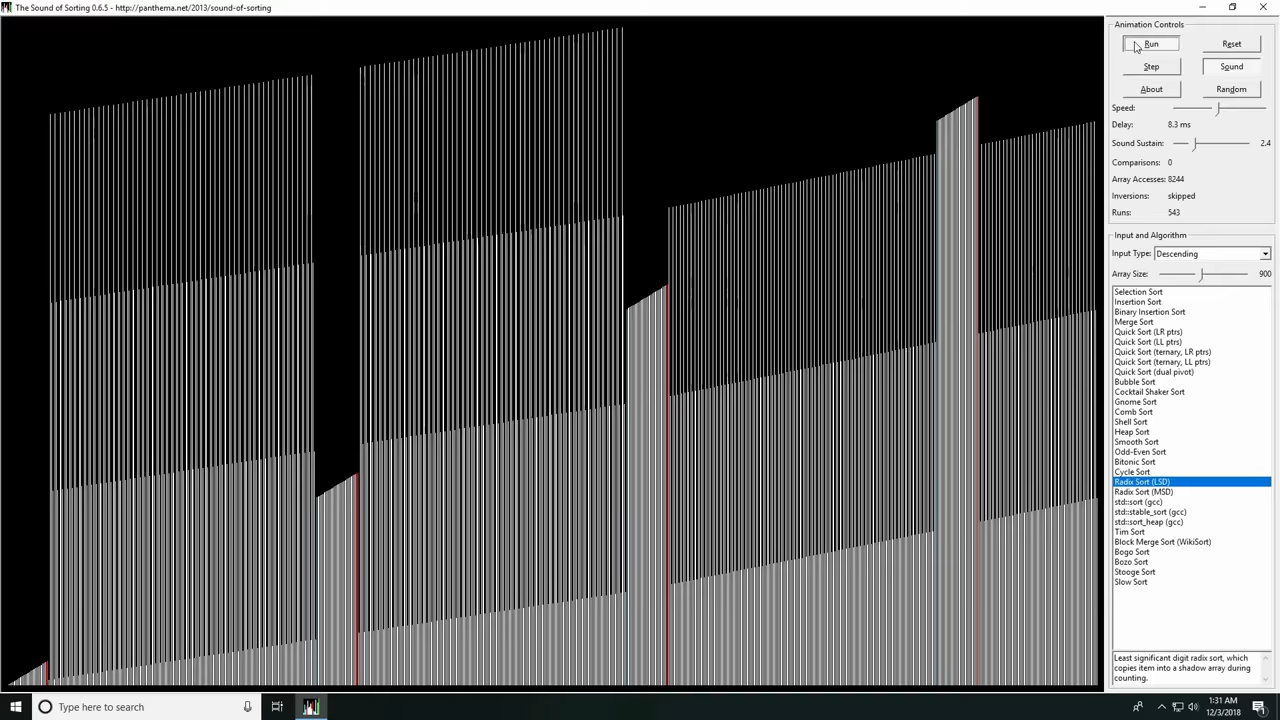 The Sound of Sorting 0.6.5 - http://panthema.net/2013/sound-of-sorting
Animation Controls
Run
Reset
Step
Sound
About
Random
Speed:
Delay: 8.3 ms
Sound Sustain: 2.4
Comparisons: 0
Array Accesses: 8244
Inversions: skipped
Runs: 543
Input and Algorithm
Input Type: Descending
Array Size: 900
Selection Sort
Insertion Sort
Binary Insertion Sort
Merge Sort
Quick Sort (LR ptrs)
Quick Sort (LL ptrs)
Quick Sort (ternary, LR ptrs)
Quick Sort (ternary, LL ptrs)
Quick Sort (dual pivot)
Bubble Sort
Cocktail Shaker Sort
Gnome Sort
Comb Sort
Shell Sort
Heap Sort
Smooth Sort
Odd-Even Sort
Bitonic Sort
Cycle Sort
Radix Sort (LSD)
Radix Sort (MSD)
std::sort (gcc)
std::stable_sort (gcc)
std::sort_heap (gcc)
Tim Sort
Block Merge Sort (WikiSort)
Bogo Sort
Bozo Sort
Stooge Sort
Slow Sort
Least significant digit radix sort, which
copies item into a shadow array during
counting.
Type here to search
1:31 AM
12/3/2018
1